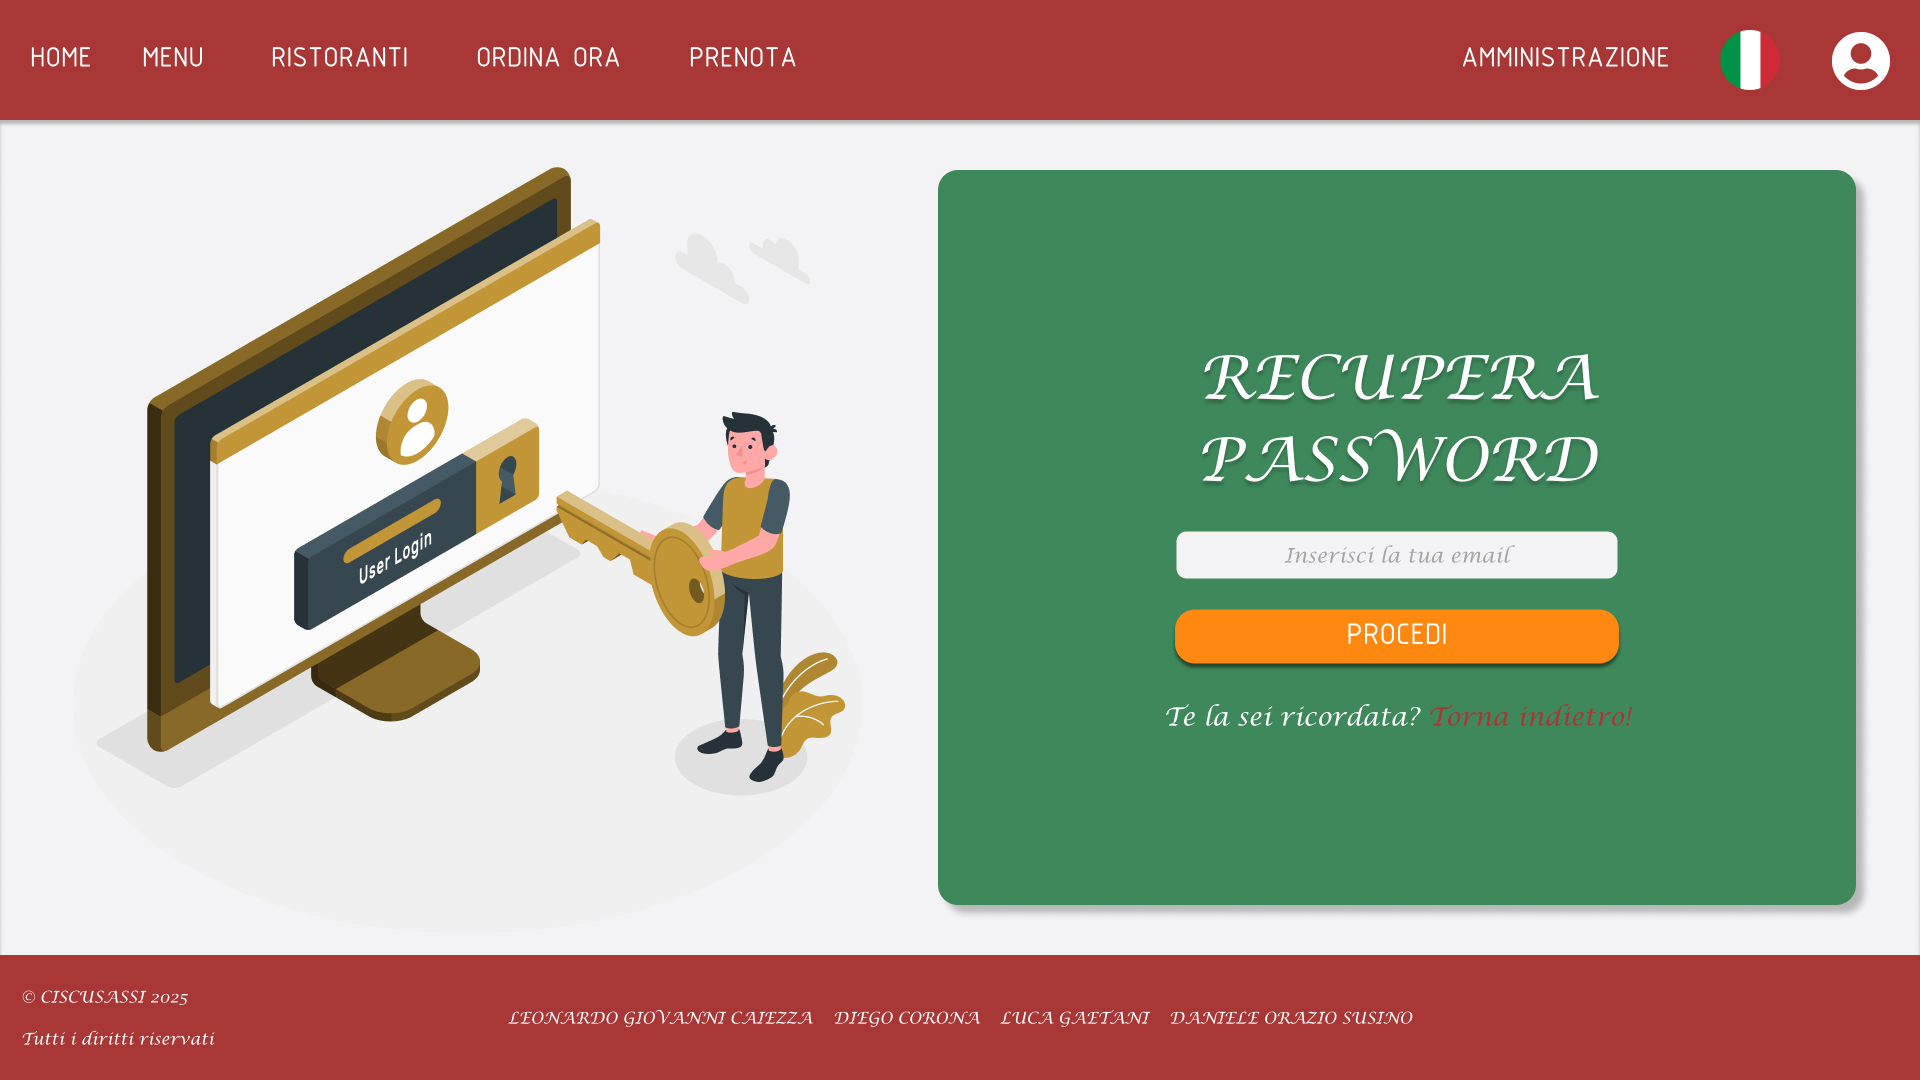 HOME MENU RISTORANTI ORDINA ORA PRENOTA AMMINISTRAZIONE
User Login
RECUPERA
PASSWORD
Inserisci la tua email
PROCEDI
Te la sei ricordata? Torna indietro!
© CISCUSASSI 2025
Tutti i diritti riservati
LEONARDO GIOVANNI CAIEZZA DIEGO CORONA LUCA GAETANI DANIELE ORAZIO SUSINO